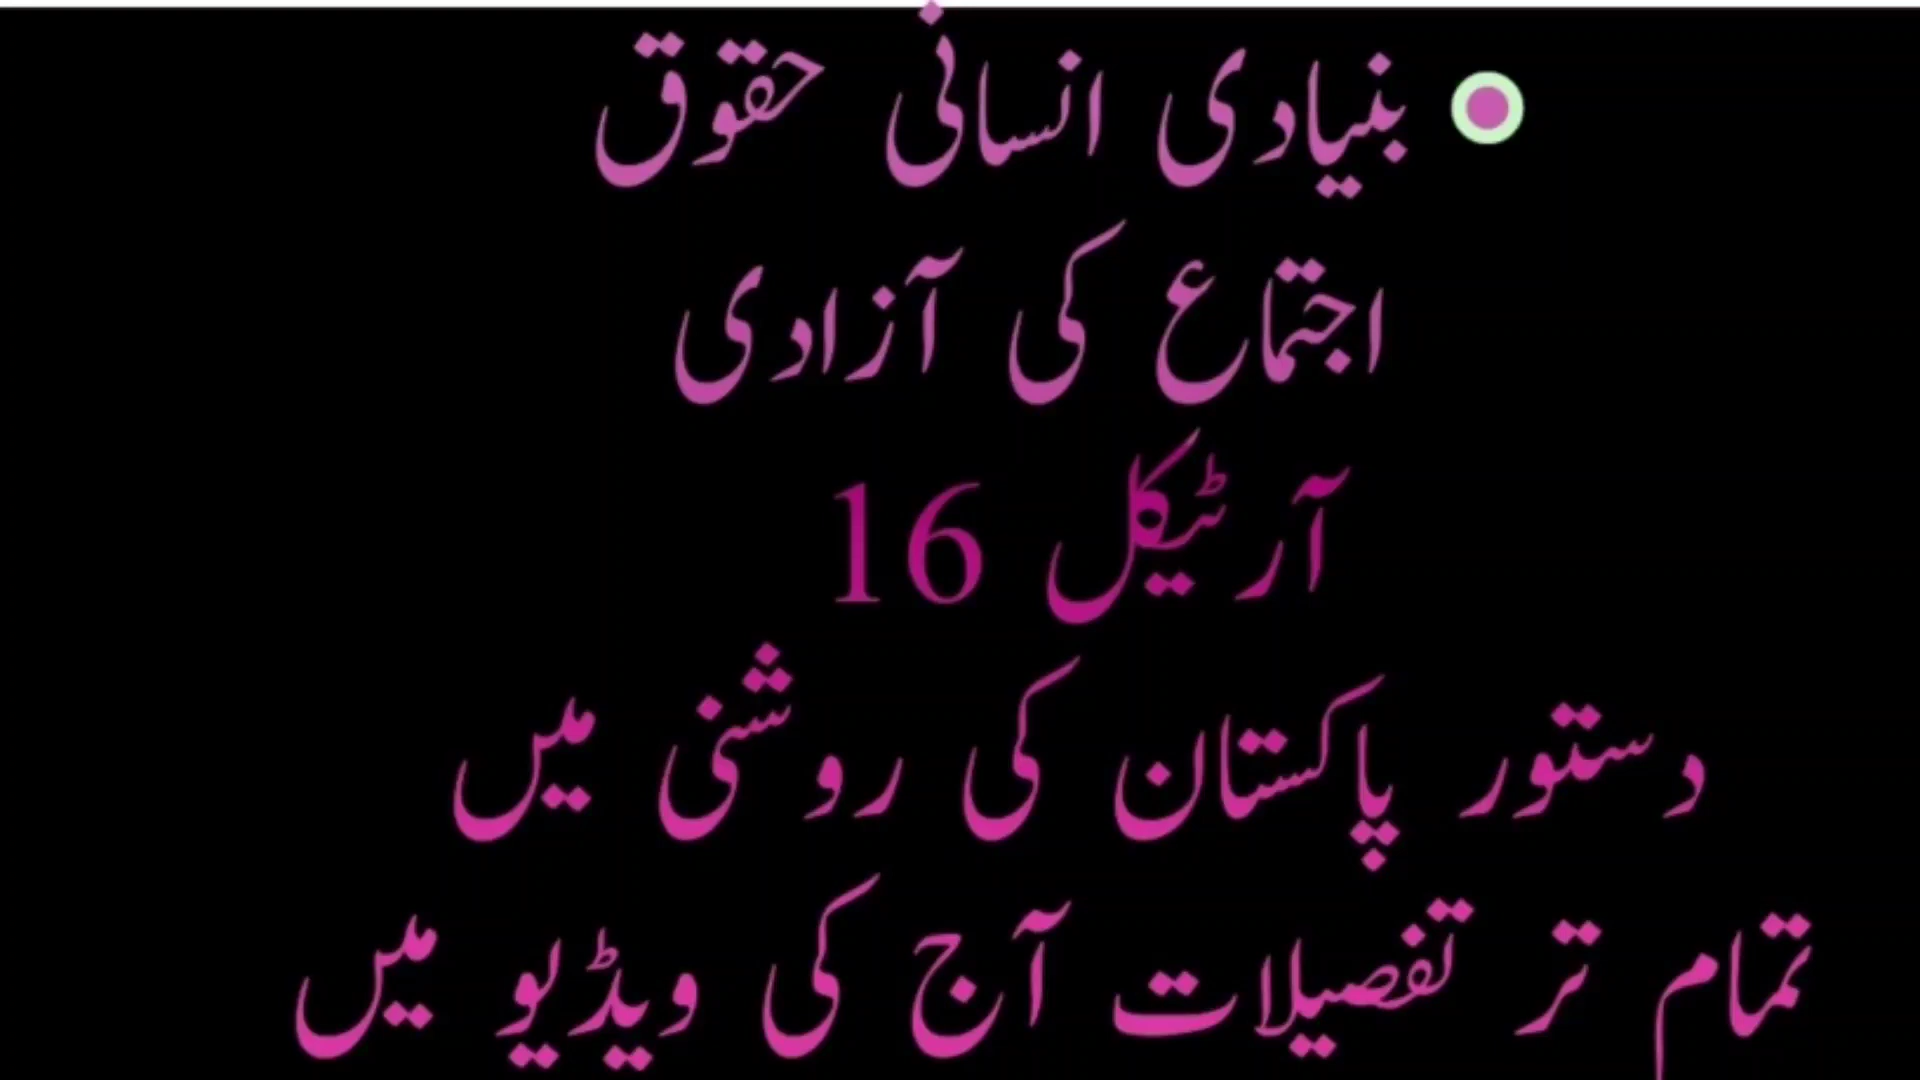 بنیادی انسانی حقوق
اجتماع کی آزادی
آرٹیکل 16
دستور پاکستان کی روشنی میں
تمام تر تفصیلات آج کی ویڈیو میں